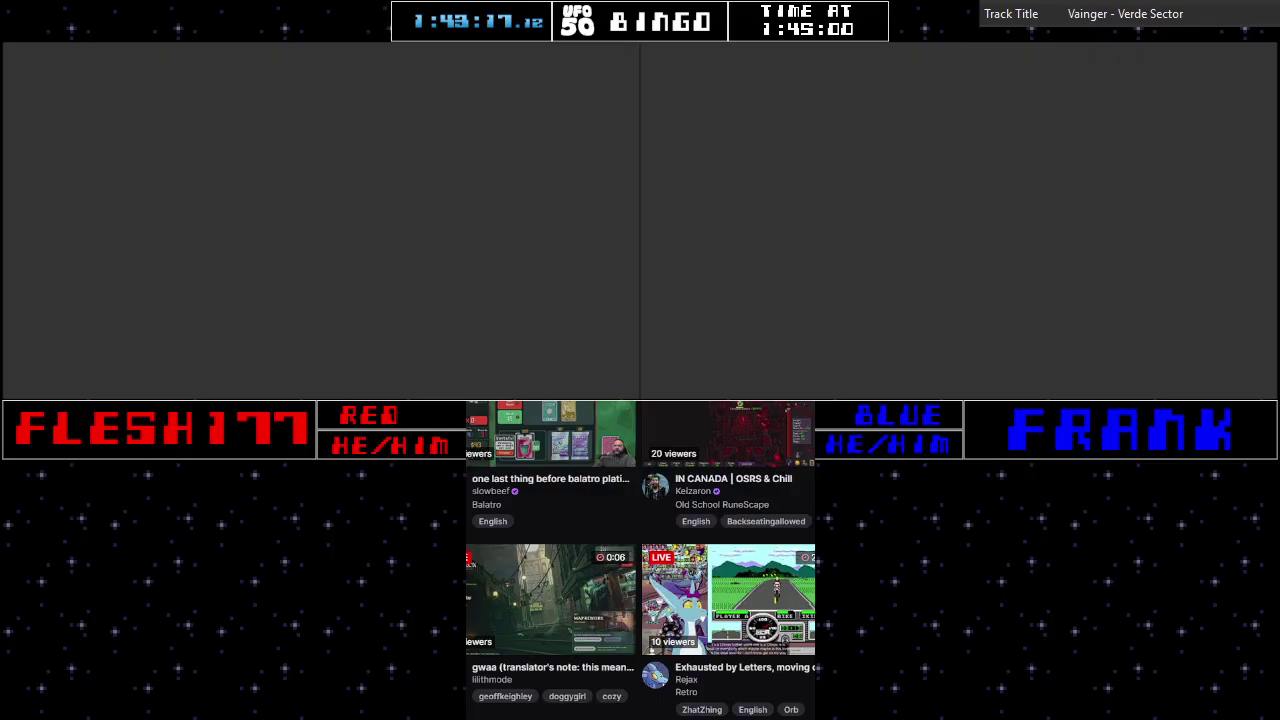 1:43:17.12
UFO
50
BINGO
TIME AT
1:45:00
Track Title
Vainger - Verde Sector
FLESH177
RED
HE/HIM
BLUE
HE/HIM
FRANK
ewers
20 viewers
one last thing before balatro plati...
slowbeef
Balatro
English
IN CANADA | OSRS & Chill
Keizaron
Old School RuneScape
English
Backseatingallowed
0:06
ewers
LIVE
10 viewers
gwaa (translator's note: this mean...
lilithmode
geoffkeighley
doggygirl
cozy
Exhausted by Letters, moving o
Rejax
Retro
ZhatZhing
English
Orb